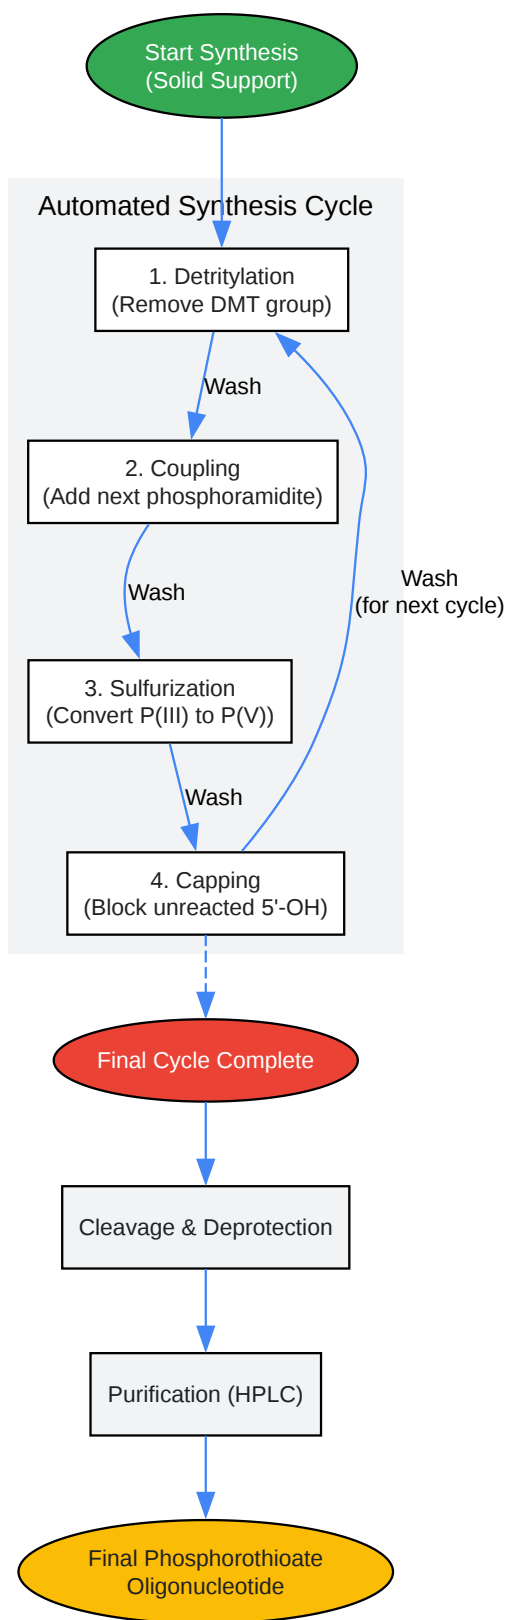 Start Synthesis
(Solid Support)
Automated Synthesis Cycle
1. Detritylation
(Remove DMT group)
Wash
2. Coupling
(Add next phosphoramidite)
Wash
Wash
(for next cycle)
3. Sulfurization
(Convert P(III) to P(V))
Wash
4. Capping
(Block unreacted 5'-OH)
Final Cycle Complete
Cleavage & Deprotection
Purification (HPLC)
Final Phosphorothioate
Oligonucleotide